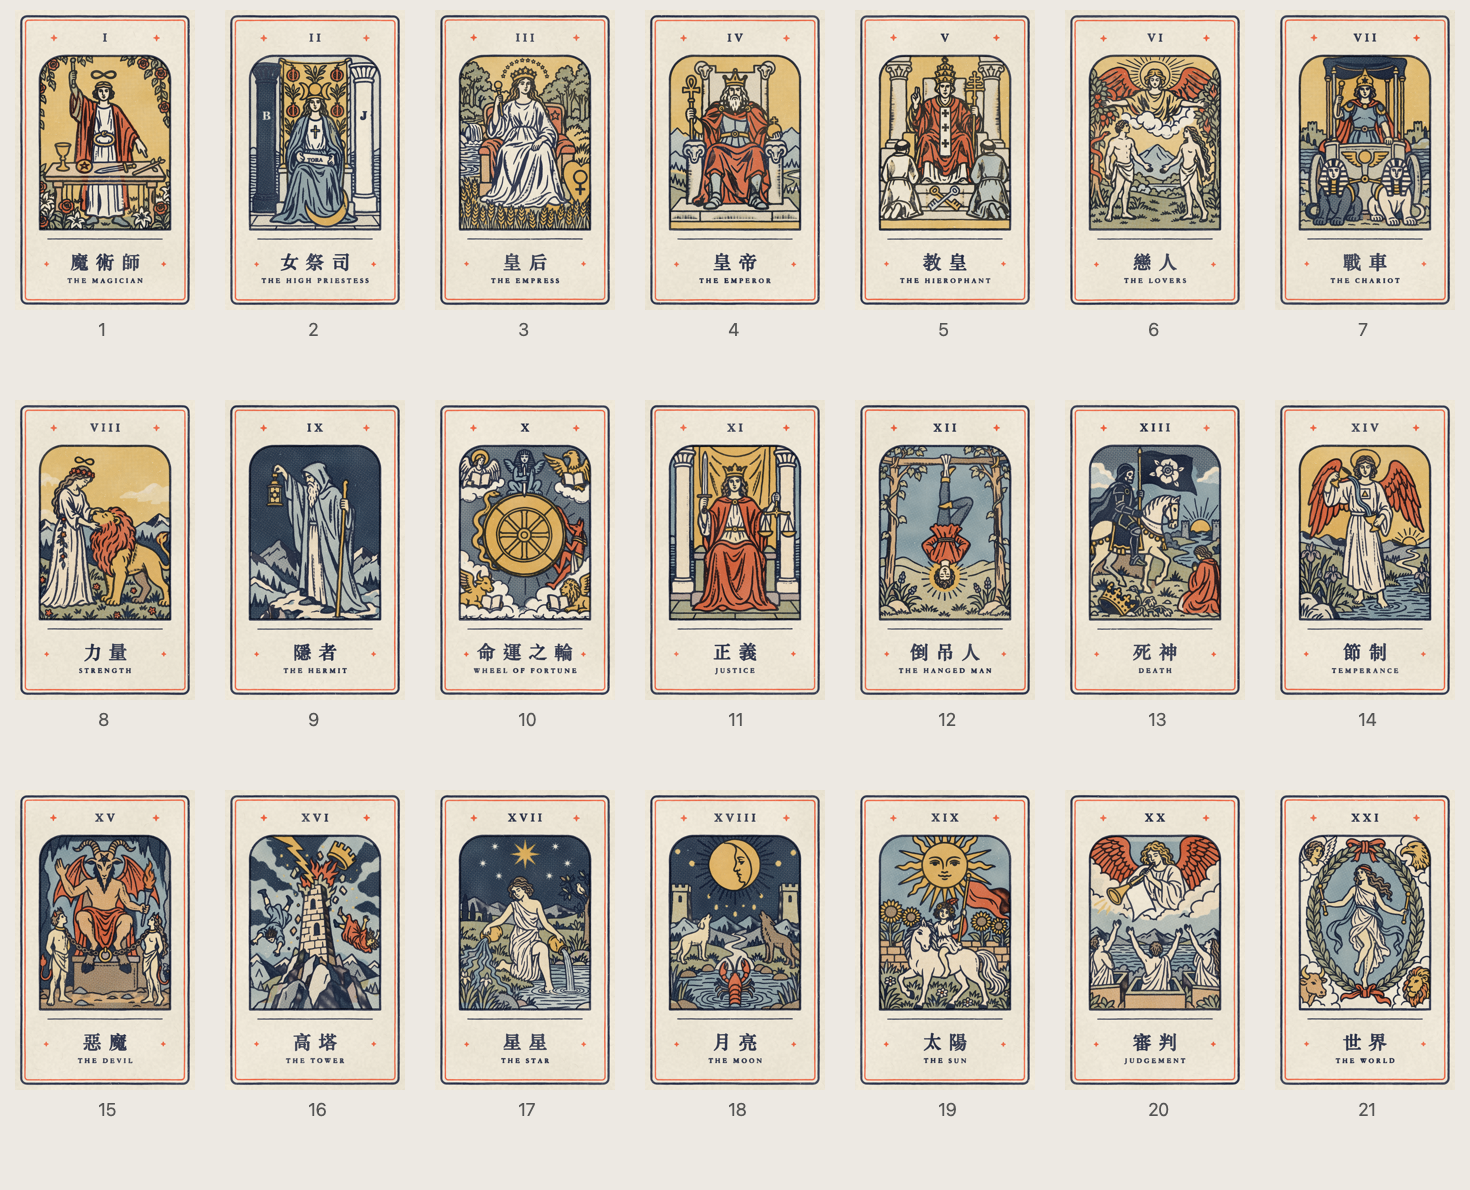 I
II
III
IV
V
VI
VII
B
J
TORA
魔術師
女祭司
皇后
皇帝
教皇
戀人
戰車
THE MAGICIAN
THE HIGH PRIESTESS
THE EMPRESS
THE EMPEROR
THE HIEROPHANT
THE LOVERS
THE CHARIOT
1
2
3
4
5
6
7
VIII
IX
X
XI
XII
XIII
XIV
力量
隱者
命運之輪
正義
倒吊人
死神
節制
STRENGTH
THE HERMIT
WHEEL OF FORTUNE
JUSTICE
THE HANGED MAN
DEATH
TEMPERANCE
8
9
10
11
12
13
14
XV
XVI
XVII
XVIII
XIX
XX
XXI
惡魔
高塔
星星
月亮
太陽
審判
世界
THE DEVIL
THE TOWER
THE STAR
THE MOON
THE SUN
JUDGEMENT
THE WORLD
15
16
17
18
19
20
21